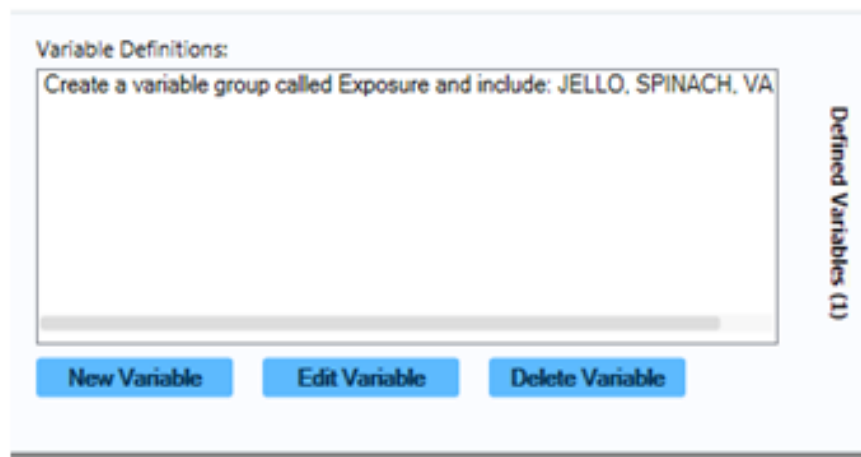 Variable Definitions:
Create a variable group called Exposure and include: JELLO, SPINACH, VA
New Variable
Edit Variable
Delete Variable
Defined Variables (1)